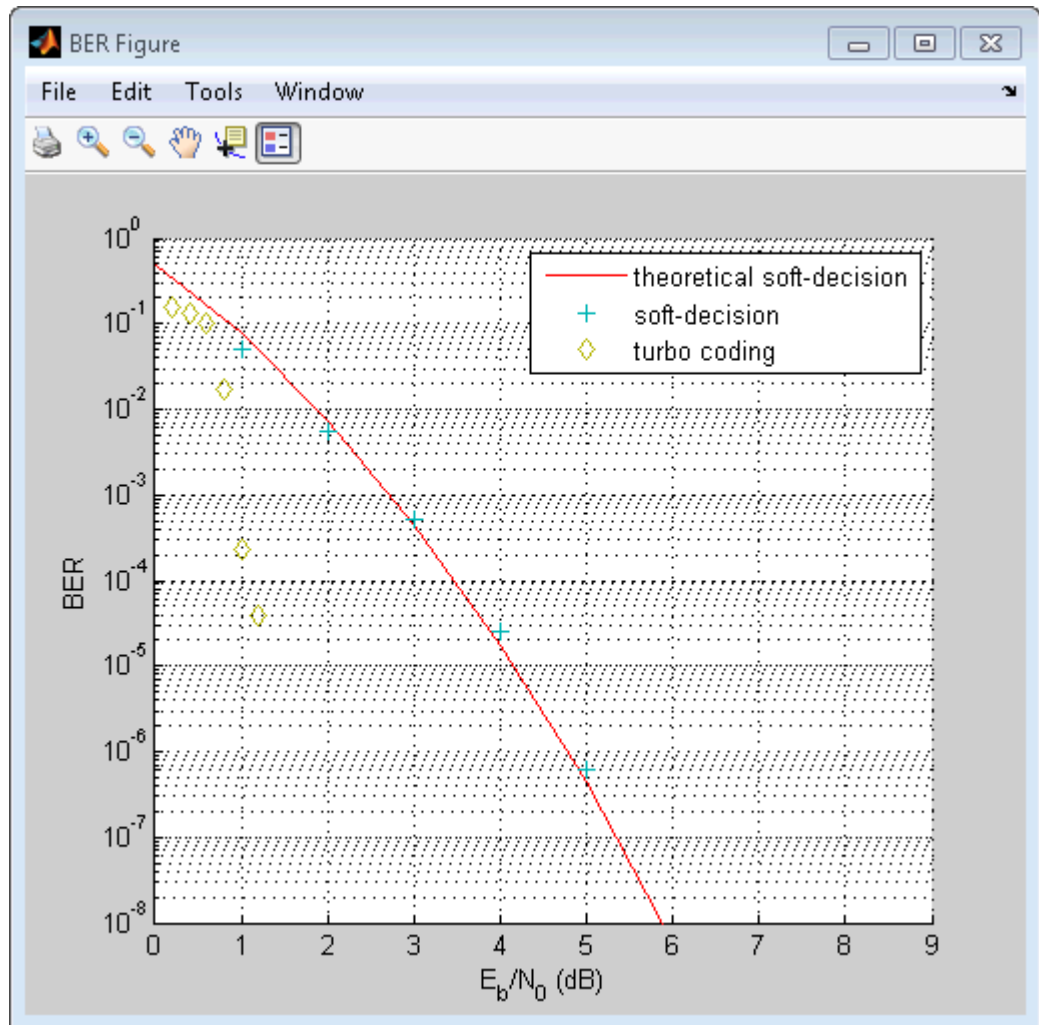 BER Figure
File Edit Tools Window
10^0
10^-1
10^-2
10^-3
10^-4
10^-5
10^-6
10^-7
10^-8
BER
theoretical soft-decision
soft-decision
turbo coding
0 1 2 3 4 5 6 7 8 9
E_b/N_0 (dB)